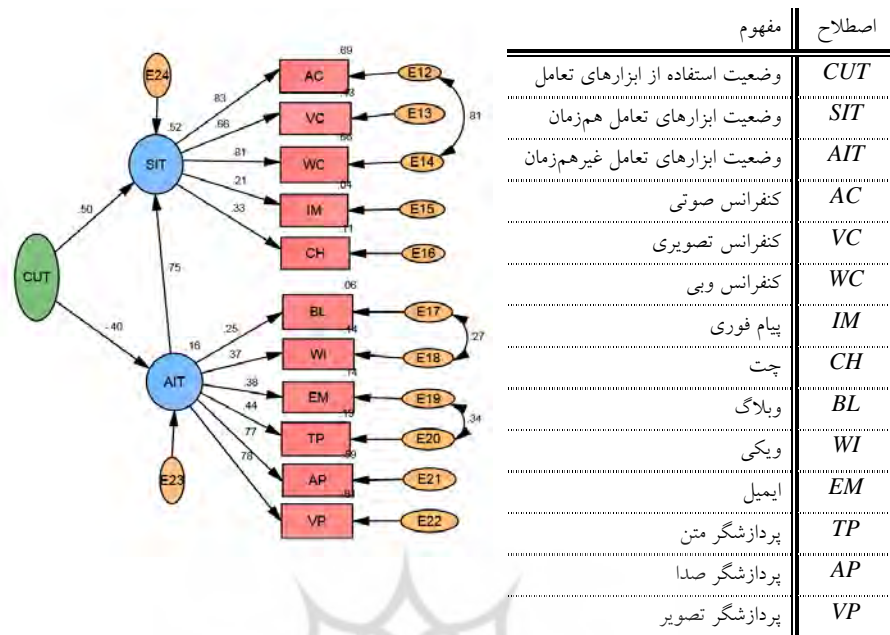 اصطلاح مفهوم
CUT وضعیت استفاده از ابزارهای تعامل
SIT وضعیت ابزارهای تعامل هم‌زمان
AIT وضعیت ابزارهای تعامل غیرهم‌زمان
AC کنفرانس صوتی
VC کنفرانس تصویری
WC کنفرانس وبی
IM پیام فوری
CH چت
BL وبلاگ
WI ویکی
EM ایمیل
TP پردازشگر متن
AP پردازشگر صدا
VP پردازشگر تصویر
CUT
.50
-.40
E24
.52
SIT
.75
.16
AIT
E23
.83
.66
.81
.21
.33
.69
AC
E12
VC
E13
.66
WC
E14
.04
IM
E15
.11
CH
E16
.81
.25
.37
.38
.44
.77
.78
.06
BL
E17
.14
WI
E18
.14
EM
E19
.19
TP
E20
.59
AP
E21
VP
E22
.27
.34